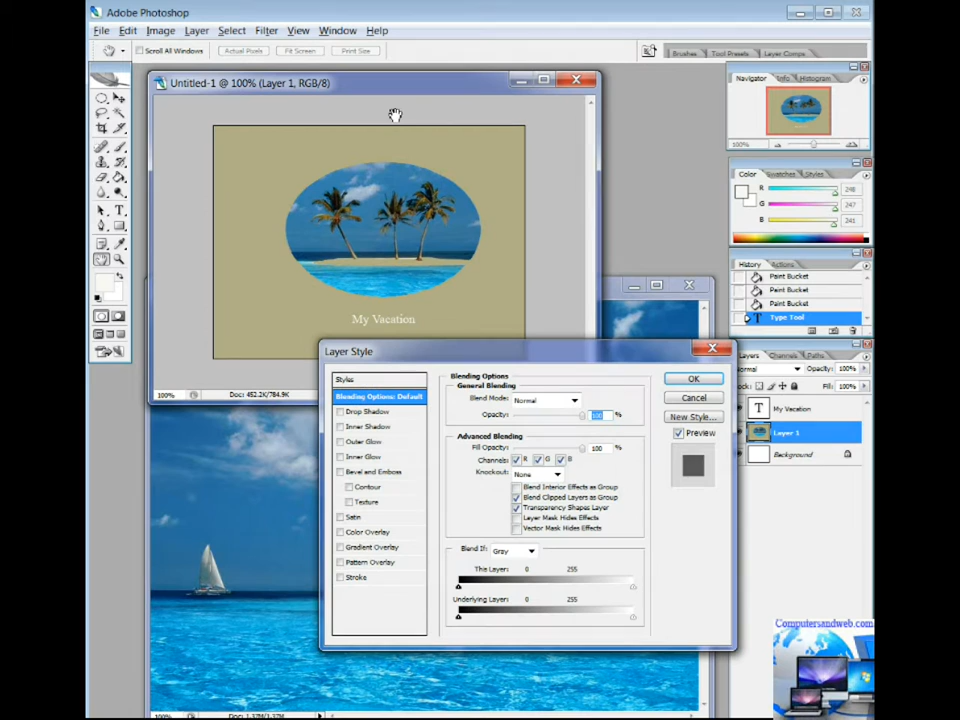 Adobe Photoshop
File Edit Image Layer Select Filter View Window Help
Scroll All Windows Actual Pixels Fit Screen Print Size Brushes Tool Presets Layer Comps
Untitled-1 @ 100% (Layer 1, RGB/8)
Navigator Info Histogram
100%
Color Swatches Styles
R 248
G 247
B 241
My Vacation
History Actions
Paint Bucket
Paint Bucket
Paint Bucket
T Type Tool
100% Doc: 452.2K/784.9K
Layers Channels Paths
Normal Opacity: 100%
Lock: Fill: 100%
T My Vacation
Layer 1
Background
Layer Style
Styles
Blending Options: Default
Drop Shadow
Inner Shadow
Outer Glow
Inner Glow
Bevel and Emboss
Contour
Texture
Satin
Color Overlay
Gradient Overlay
Pattern Overlay
Stroke
Blending Options
General Blending
Blend Mode: Normal
Opacity: 100 %
Advanced Blending
Fill Opacity: 100 %
Channels: R G B
Knockout: None
Blend Interior Effects as Group
Blend Clipped Layers as Group
Transparency Shapes Layer
Layer Mask Hides Effects
Vector Mask Hides Effects
Blend If: Gray
This Layer: 0 255
Underlying Layer: 0 255
OK
Cancel
New Style...
Preview
Computersandweb.com
100% Doc: 1.37M/1.37M